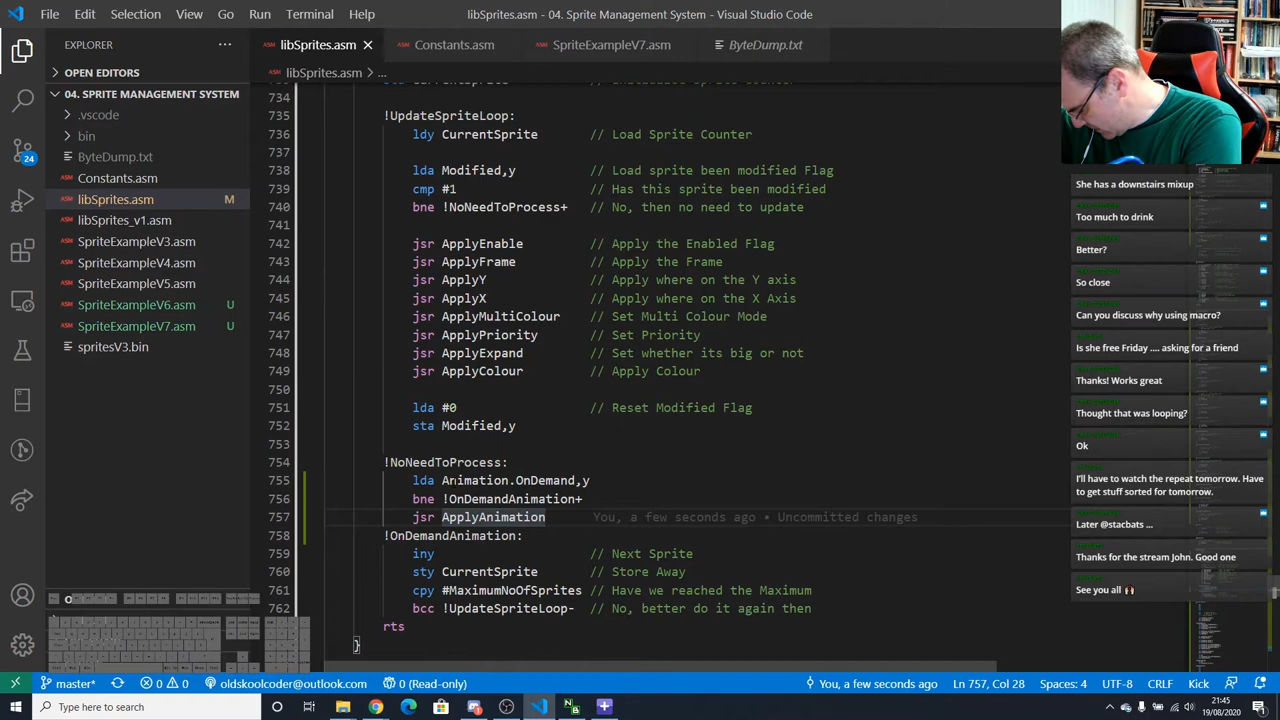 File Edit Selection View Go Run Terminal Help
libSprites.asm - 04. Sprite Management System - Visual Studio Code
EXPLORER
OPEN EDITORS
04. SPRITE MANAGEMENT SYSTEM
.vscode
bin
ByteDump.txt
ASM Constants.asm
ASM libSprites.asm M
ASM libSprites_v1.asm
ASM SpriteExampleV3.asm
ASM SpriteExampleV4.asm
ASM SpriteExampleV5.asm
ASM SpriteExampleV6.asm U
ASM SpriteExampleV7.asm U
ASM spritesV3.bin
24
ASM libSprites.asm
ASM Constants.asm
ASM SpriteExampleV7.asm
ByteDump.txt
ASM libSprites.asm > ...
734
735 !UpdateSpriteLoop:
736 ldy CurrentSprite // Load Sprite Counter
737
738 lda Modified,y // Load sprite been modified Flag
739 cmp #1 // Has this sprite been modified
740 bne !NoNeedToProcess+ // No, then no need to update
741
742 jsr ApplyEnable // Apply the Enabled Flag
743 jsr ApplyFrame // Apply the Frame
744 jsr ApplyY // Apply where on the Y axis
745 jsr ApplyX // Apply where on the X axis
746 jsr ApplyMultiColour // Set Multi Colour Mode
747 jsr ApplyPriority // Set Priority
748 jsr ApplyExpand // Set whether its big or not
749 jsr ApplyColour // Apply Colour
750
751 lda #0 // Reset Modified Flag
752 sta Modified,y
753
754 !NoNeedToProcess:
755 lda Animation.OnDemand,y
756 bne !OnDemandAnimation+
757 jsr ApplyAnimation You, a few seconds ago • Uncommitted changes
758 !OnDemandAnimation:
759 iny // Next Sprite
760 sty CurrentSprite // Store Away
761 cpy #MaximumNoOfSprites // Have we reached the Maximum
762 bcc !UpdateSpriteLoop- // No, better do it again then
rts
She has a downstairs mixup
Too much to drink
Better?
So close
Can you discuss why using macro?
Is she free Friday .... asking for a friend
Thanks! Works great
Thought that was looping?
Ok
I'll have to watch the repeat tomorrow. Have
to get stuff sorted for tomorrow.
Later @stacbats ...
Thanks for the stream John. Good one
See you all
master* 0 0 oldskoolcoder@outlook.com 0 (Read-only) You, a few seconds ago Ln 757, Col 28 Spaces: 4 UTF-8 CRLF Kick
Type here to search
21:45
19/08/2020